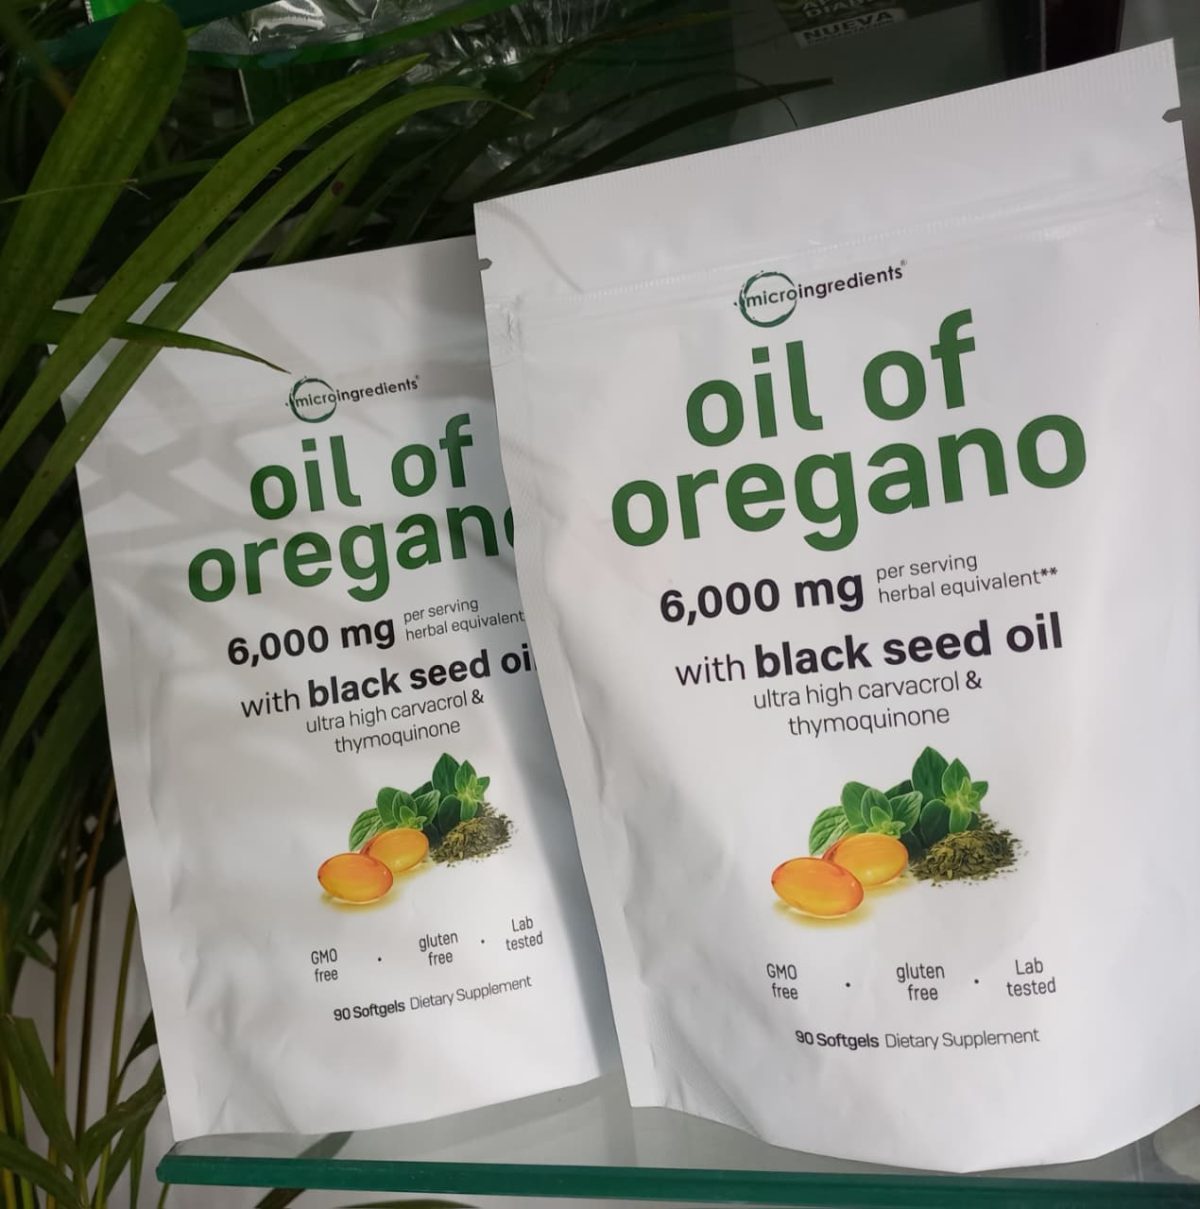 NUEVA
microingredients®
oil of
oregano
6,000 mg per serving
herbal equivalent**
with black seed oil
ultra high carvacrol &
thymoquinone
GMO
free
·
gluten
free
·
Lab
tested
90 Softgels Dietary Supplement
microingredients®
oil of
6,000 mg per serving
herbal equivalent
with black seed
ultra high carvacrol &
thymoquinone
GMO
free
·
gluten
free
·
Lab
tested
90 Softgels Dietary Supplement